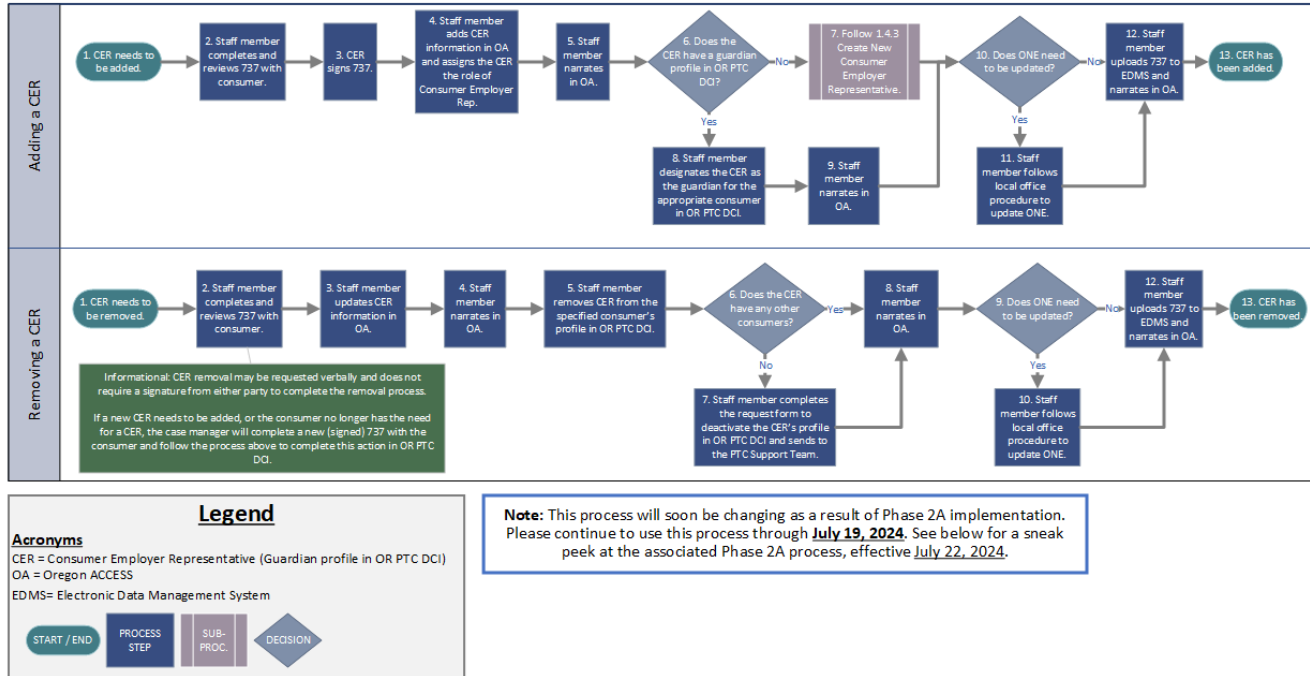 Adding a CER
1. CER needs to
be added.
2. Staff member
completes and
reviews 737 with
consumer.
3. CER
signs 737.
4. Staff member
adds CER
information in OA
and assigns the CER
the role of
Consumer Employer
Rep.
5. Staff
member
narrates in
OA.
6. Does the
CER have a guardian
profile in OR PTC
DCI?
No
7. Follow 1.4.3
Create New
Consumer
Employer
Representative.
Yes
8. Staff member
designates the CER as
the guardian for the
appropriate consumer
in OR PTC DCI.
9. Staff
member
narrates in
OA.
10. Does ONE need
to be updated?
No
Yes
11. Staff
member follows
local office
procedure to
update ONE.
12. Staff
member
uploads 737 to
EDMS and
narrates in OA.
13. CER has
been added.
Removing a CER
1. CER needs to
be removed.
2. Staff member
completes and
reviews 737 with
consumer.
3. Staff member
updates CER
information in
OA.
4. Staff
member
narrates in
OA.
5. Staff member
removes CER from the
specified consumer's
profile in OR PTC DCI.
6. Does the CER
have any other
consumers?
Yes
No
7. Staff member completes
the request form to
deactivate the CER's profile
in OR PTC DCI and sends to
the PTC Support Team.
8. Staff
member
narrates in
OA.
9. Does ONE need
to be updated?
No
Yes
10. Staff
member follows
local office
procedure to
update ONE.
12. Staff
member
uploads 737 to
EDMS and
narrates in OA.
13. CER has
been removed.
Informational: CER removal may be requested verbally and does not
require a signature from either party to complete the removal process.
If a new CER needs to be added, or the consumer no longer has the need
for a CER, the case manager will complete a new (signed) 737 with the
consumer and follow the process above to complete this action in OR PTC
DCI.
Legend
Acronyms
CER = Consumer Employer Representative (Guardian profile in OR PTC DCI)
OA = Oregon ACCESS
EDMS= Electronic Data Management System
START / END
PROCESS
STEP
SUB-
PROC.
DECISION
Note: This process will soon be changing as a result of Phase 2A implementation.
Please continue to use this process through July 19, 2024. See below for a sneak
peek at the associated Phase 2A process, effective July 22, 2024.